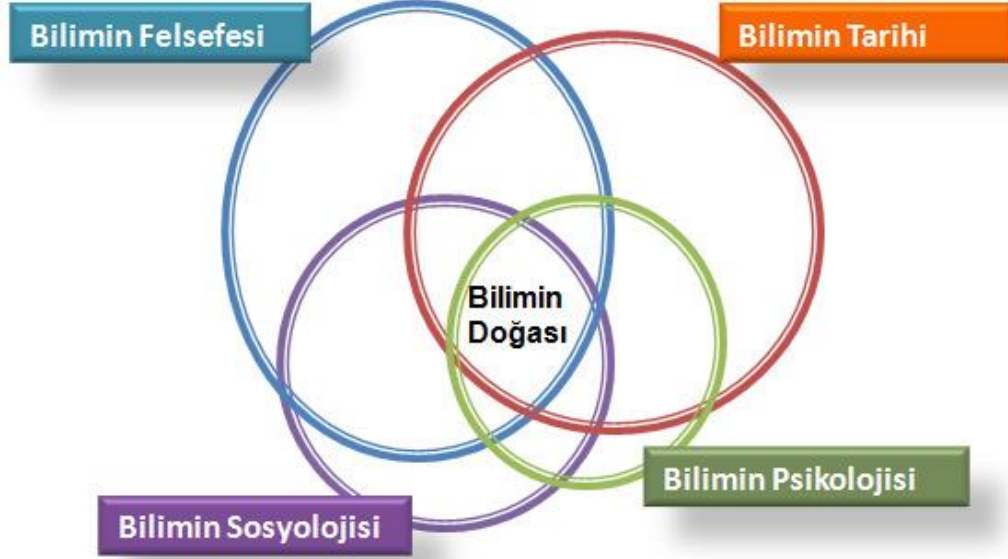 Bilimin Felsefesi
Bilimin Tarihi
Bilimin
Doğası
Bilimin Psikolojisi
Bilimin Sosyolojisi